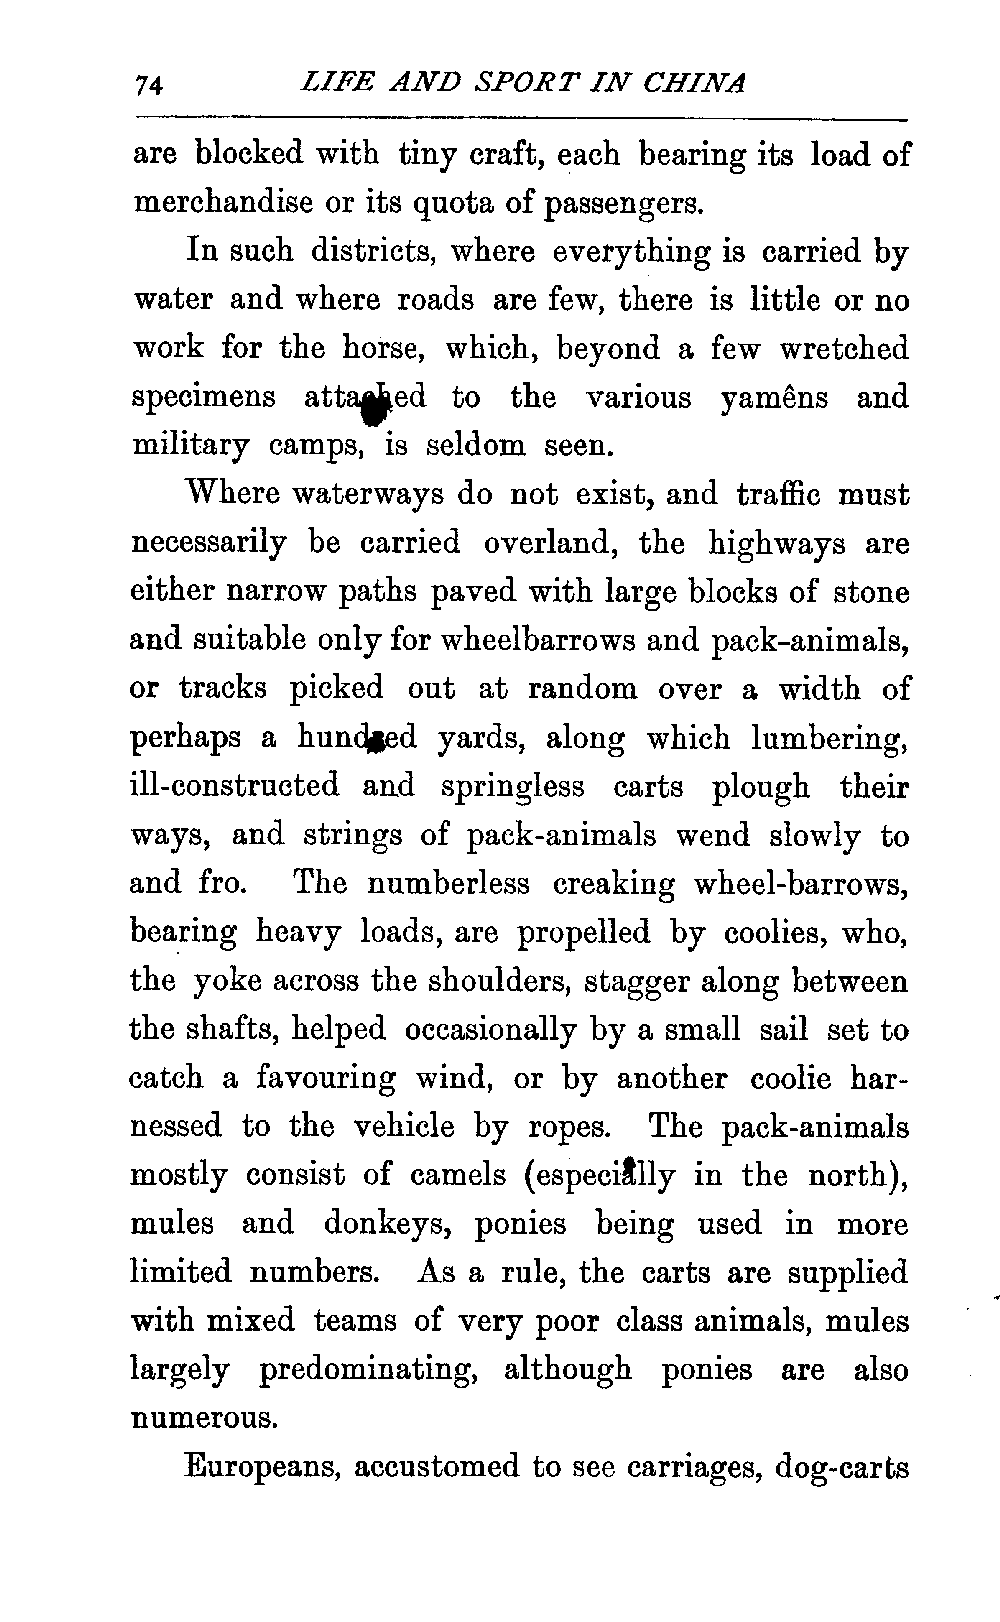 74 LIFE AND SPORT IN CHINA
are blocked with tiny craft, each bearing its load of
merchandise or its quota of passengers.
In such districts, where everything is carried by
water and where roads are few, there is little or no
work for the horse, which, beyond a few wretched
specimens attached to the various yamêns and
military camps, is seldom seen.
Where waterways do not exist, and traffic must
necessarily be carried overland, the highways are
either narrow paths paved with large blocks of stone
and suitable only for wheelbarrows and pack-animals,
or tracks picked out at random over a width of
perhaps a hundred yards, along which lumbering,
ill-constructed and springless carts plough their
ways, and strings of pack-animals wend slowly to
and fro. The numberless creaking wheel-barrows,
bearing heavy loads, are propelled by coolies, who,
the yoke across the shoulders, stagger along between
the shafts, helped occasionally by a small sail set to
catch a favouring wind, or by another coolie har-
nessed to the vehicle by ropes. The pack-animals
mostly consist of camels (especially in the north),
mules and donkeys, ponies being used in more
limited numbers. As a rule, the carts are supplied
with mixed teams of very poor class animals, mules
largely predominating, although ponies are also
numerous.
Europeans, accustomed to see carriages, dog-carts